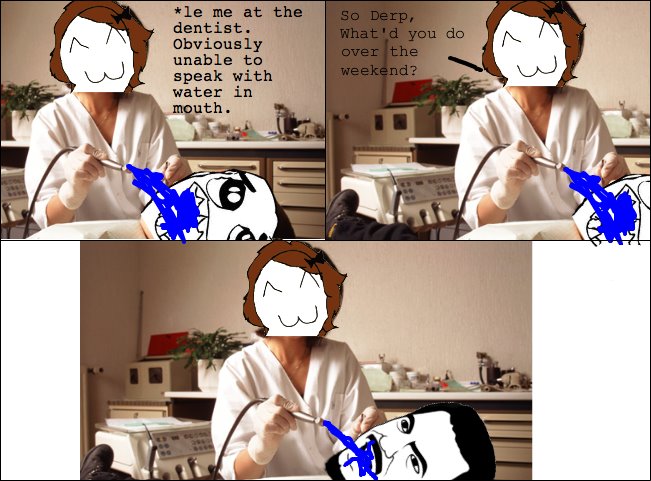 *le me at the
dentist.
Obviously
unable to
speak with
water in
mouth.
So Derp,
What'd you do
over the
weekend?